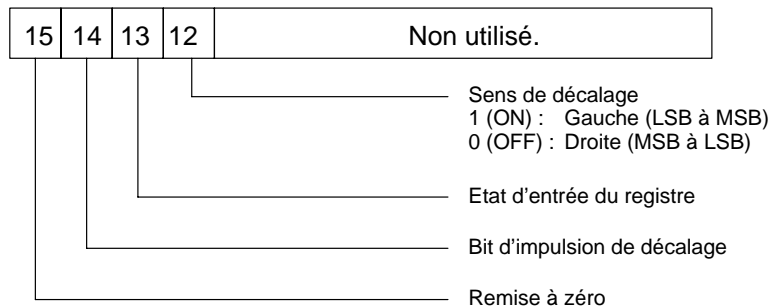 15 14 13 12 Non utilisé.
Sens de décalage
1 (ON) : Gauche (LSB à MSB)
0 (OFF) : Droite (MSB à LSB)
Etat d'entrée du registre
Bit d'impulsion de décalage
Remise à zéro